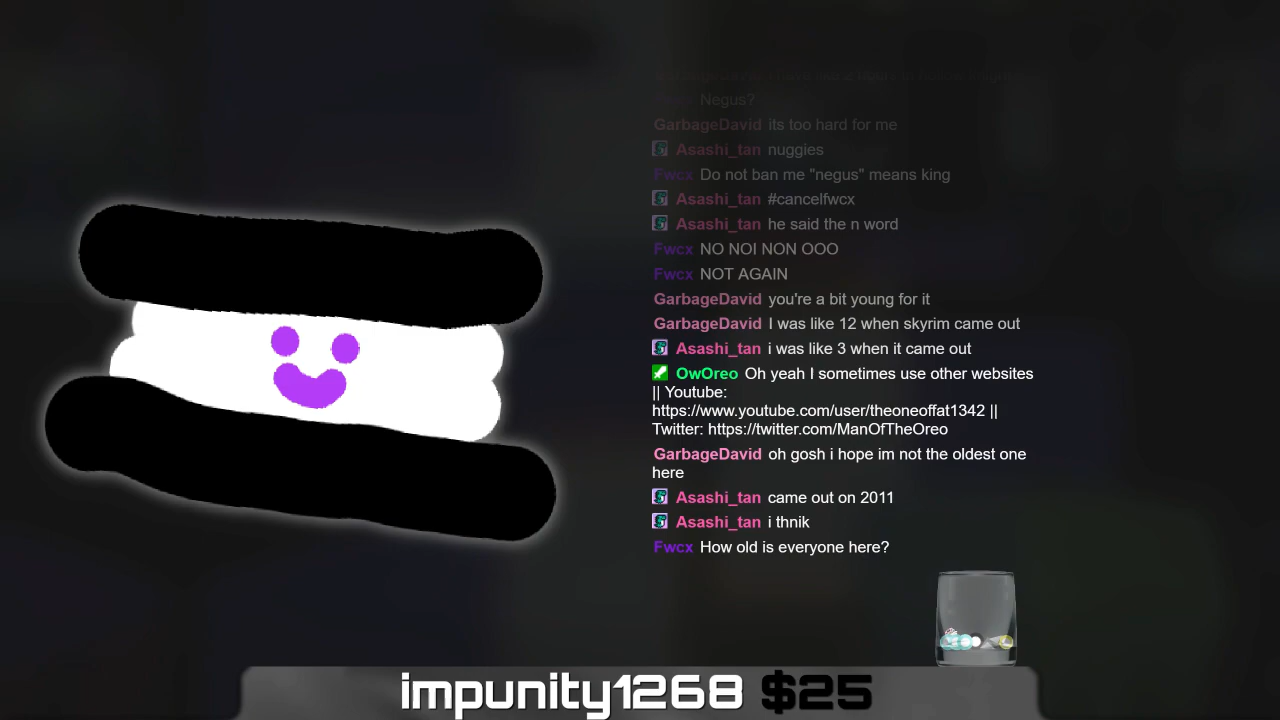 Negus?
GarbageDavid its too hard for me
Asashi_tan nuggies
Fwcx Do not ban me "negus" means king
Asashi_tan #cancelfwcx
Asashi_tan he said the n word
Fwcx NO NOI NON OOO
Fwcx NOT AGAIN
GarbageDavid you're a bit young for it
GarbageDavid I was like 12 when skyrim came out
Asashi_tan i was like 3 when it came out
OwOreo Oh yeah I sometimes use other websites
|| Youtube:
https://www.youtube.com/user/theoneoffat1342 ||
Twitter: https://twitter.com/ManOfTheOreo
GarbageDavid oh gosh i hope im not the oldest one
here
Asashi_tan came out on 2011
Asashi_tan i thnik
Fwcx How old is everyone here?
impunity1268 $25